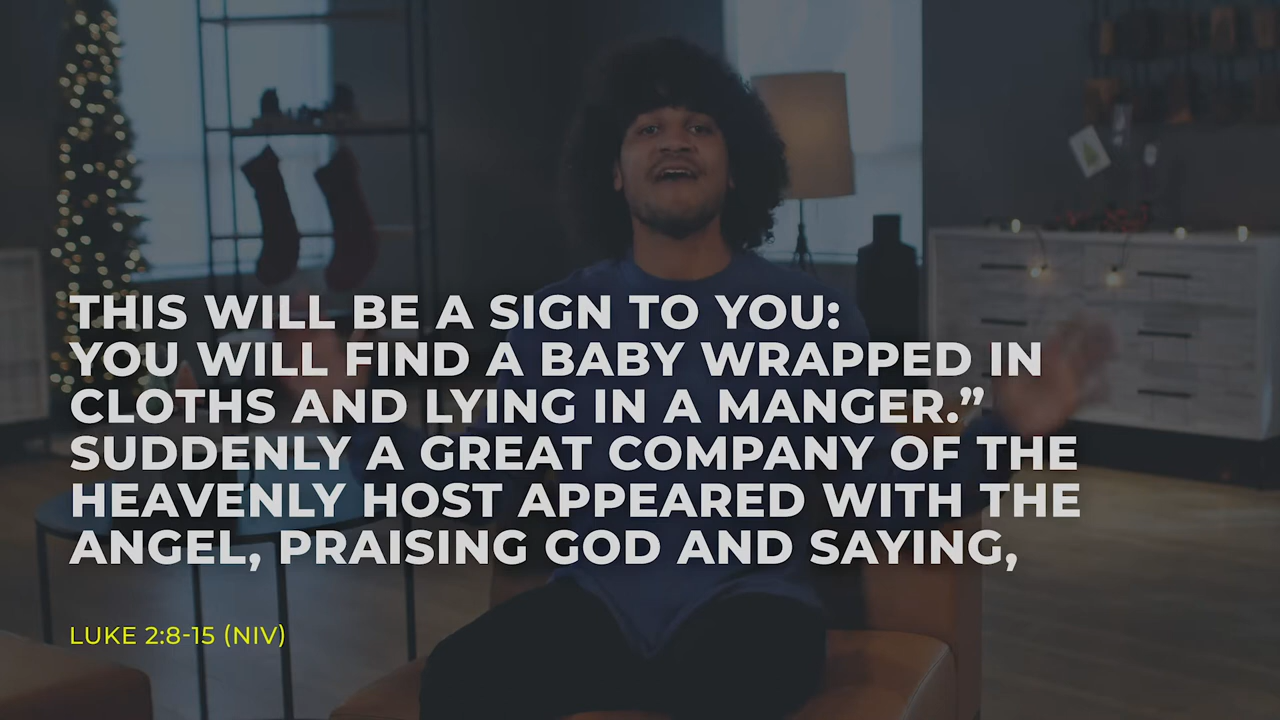 THIS WILL BE A SIGN TO YOU:
YOU WILL FIND A BABY WRAPPED IN
CLOTHS AND LYING IN A MANGER.”
SUDDENLY A GREAT COMPANY OF THE
HEAVENLY HOST APPEARED WITH THE
ANGEL, PRAISING GOD AND SAYING,
LUKE 2:8-15 (NIV)